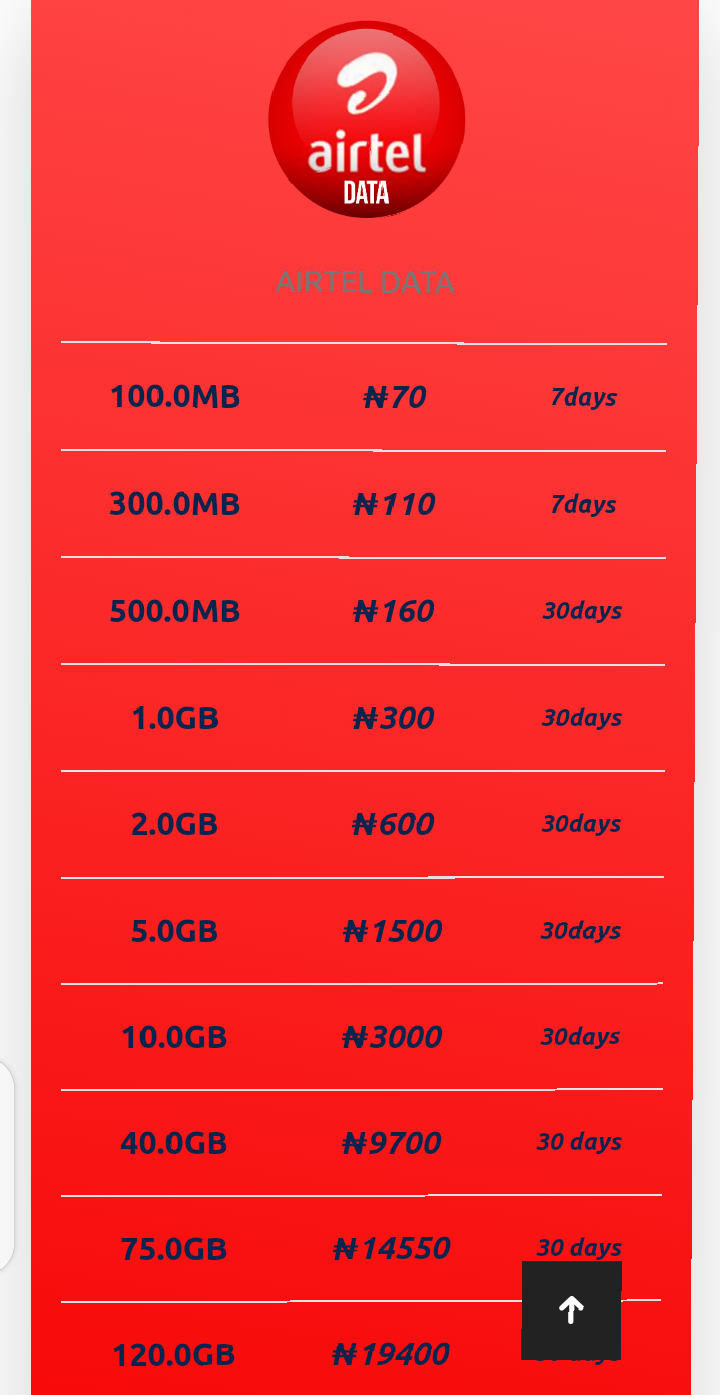 airtel
DATA
AIRTEL DATA
100.0MB ₦70 7days
300.0MB ₦110 7days
500.0MB ₦160 30days
1.0GB ₦300 30days
2.0GB ₦600 30days
5.0GB ₦1500 30days
10.0GB ₦3000 30days
40.0GB ₦9700 30 days
75.0GB ₦14550 30 days
120.0GB ₦19400